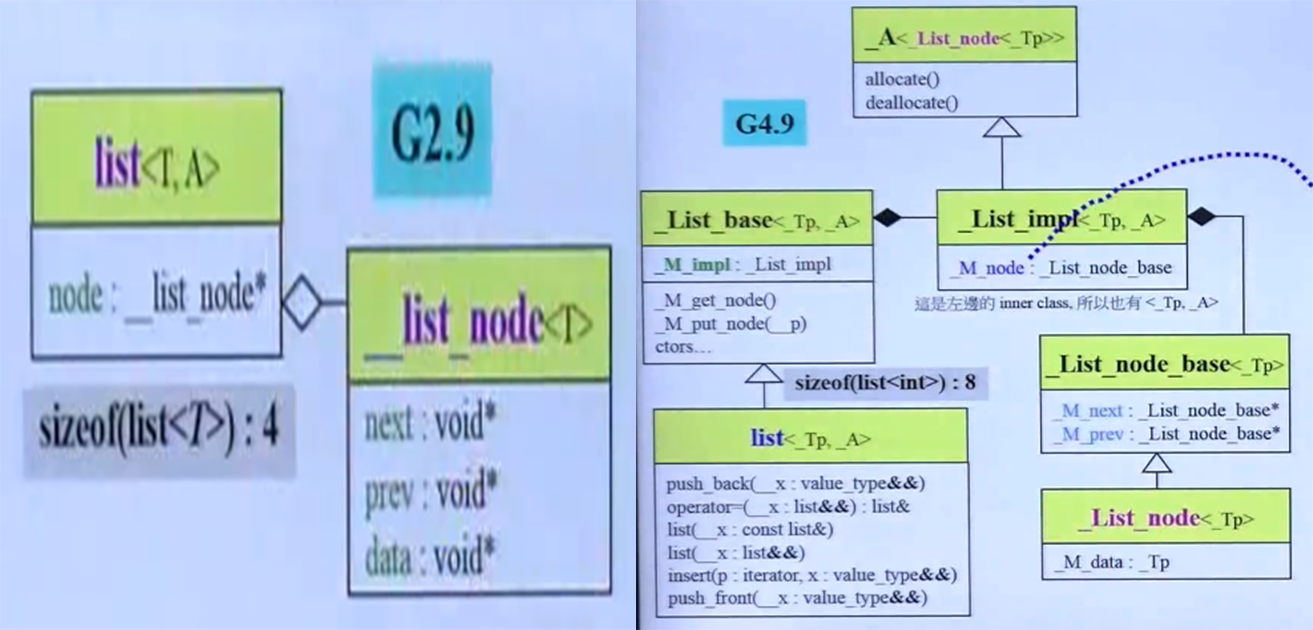 G2.9
list<T, A>
node : __list_node*
sizeof(list<T>) : 4
__list_node<T>
next : void*
prev : void*
data : void*
G4.9
_A<_List_node<_Tp>>
allocate()
deallocate()
_List_base<_Tp, _A>
_M_impl : _List_impl
_M_get_node()
_M_put_node(__p)
ctors...
_List_impl<_Tp, _A>
_M_node : _List_node_base
這是左邊的 inner class, 所以也有 <_Tp, _A>
sizeof(list<int>) : 8
list<_Tp, _A>
push_back(__x : value_type&&)
operator=(__x : list&&) : list&
list(__x : const list&)
list(__x : list&&)
insert(p : iterator, x : value_type&&)
push_front(__x : value_type&&)
_List_node_base<_Tp>
_M_next : _List_node_base*
_M_prev : _List_node_base*
_List_node<_Tp>
_M_data : _Tp